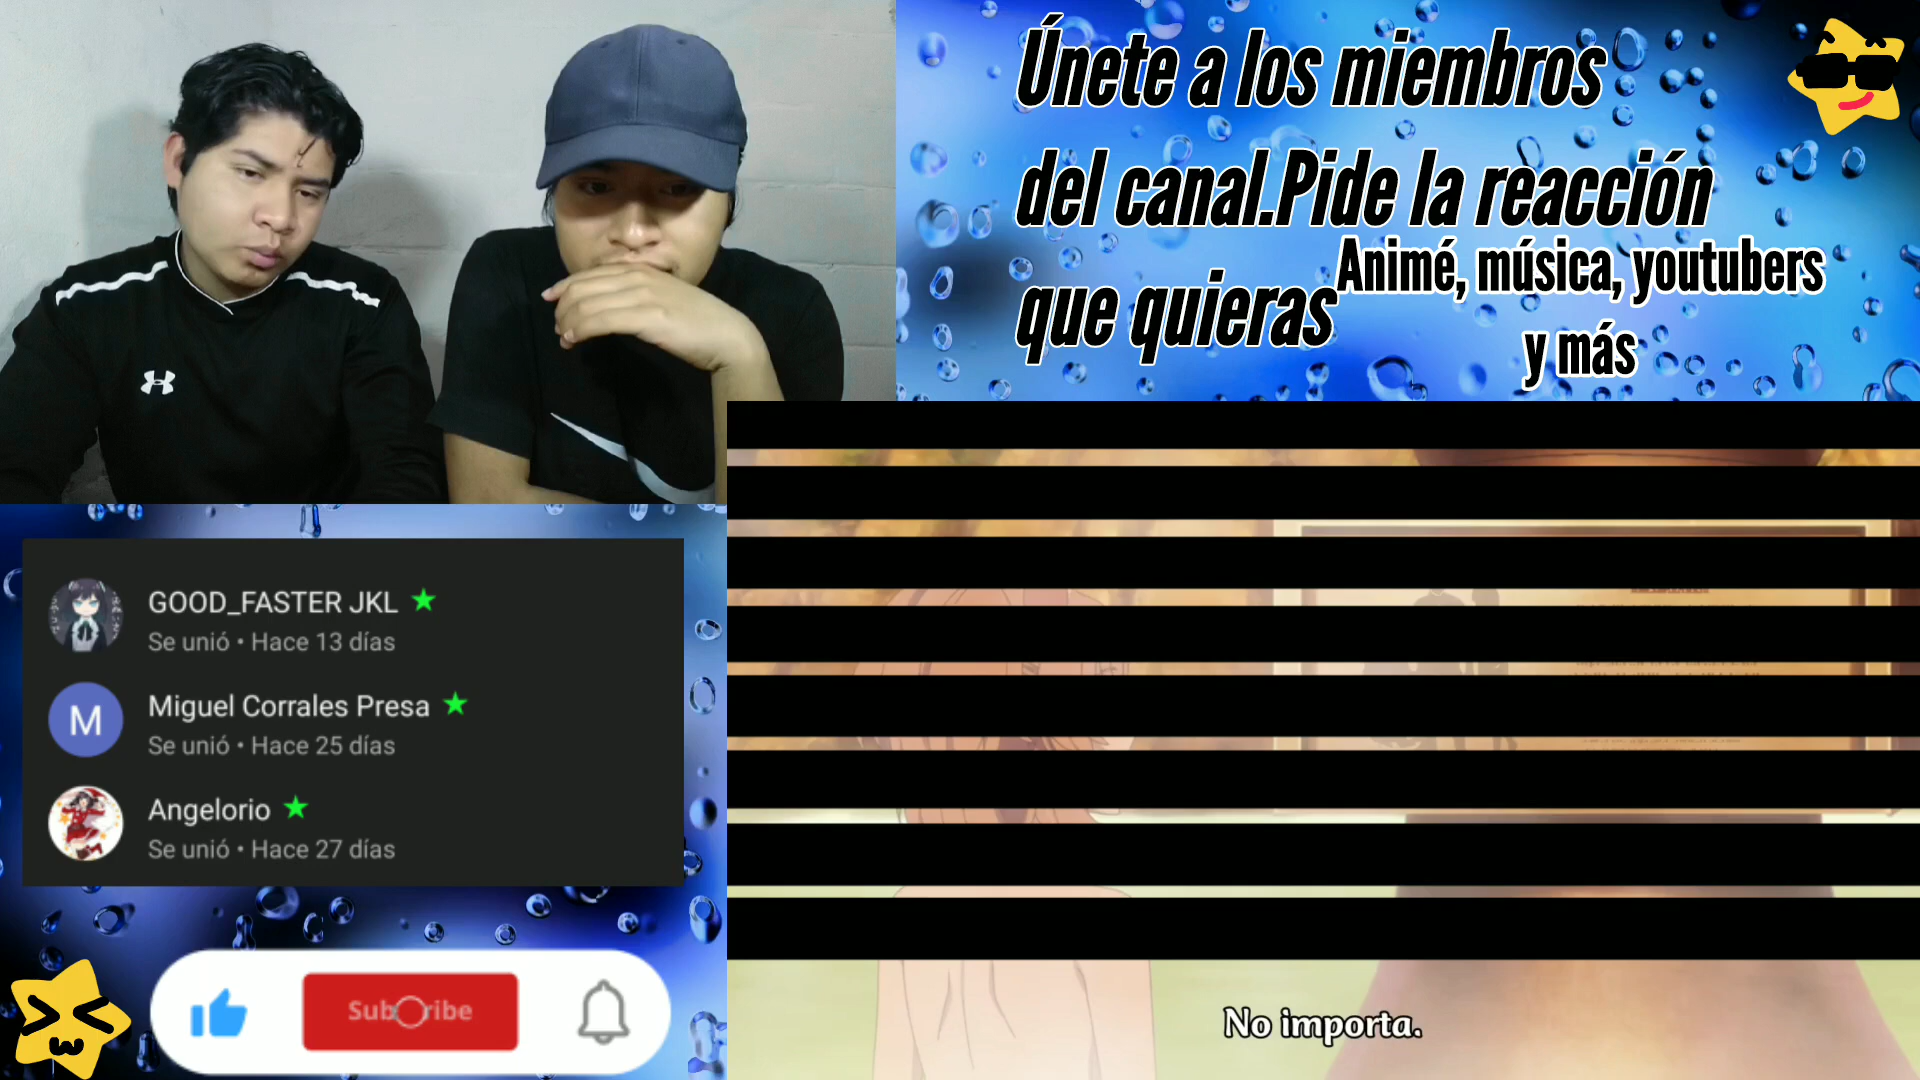 Únete a los miembros
del canal.Pide la reacción
que quieras
Animé, música, youtubers
y más
GOOD_FASTER JKL
Se unió • Hace 13 días
M
Miguel Corrales Presa
Se unió • Hace 25 días
Angelorio
Se unió • Hace 27 días
Subscribe
No importa.